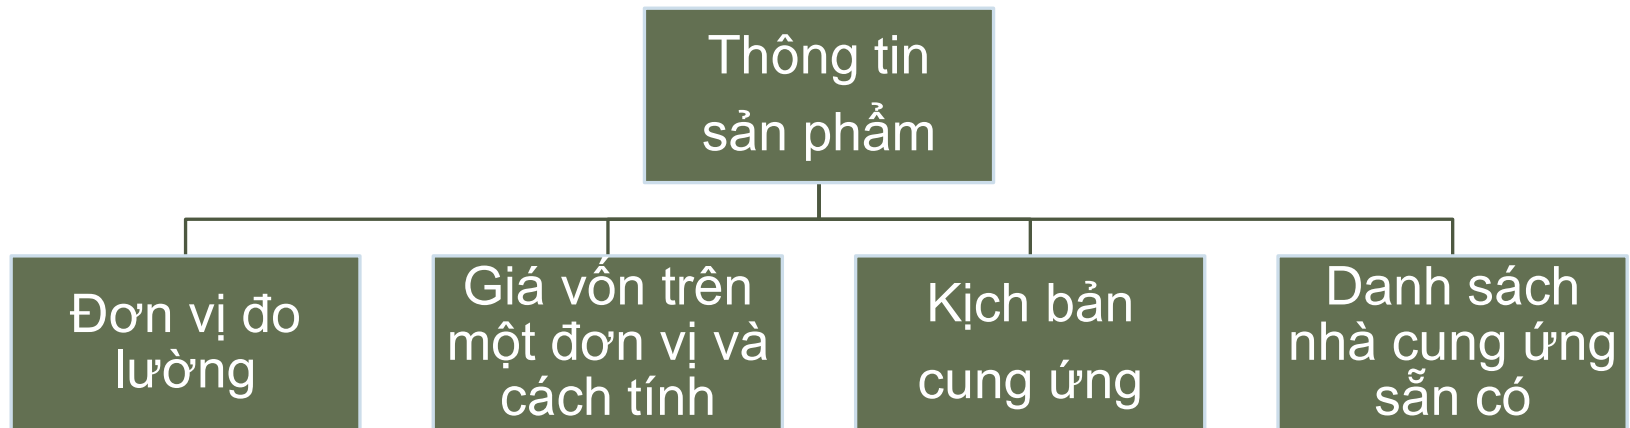 Thông tin
sản phẩm
Đơn vị đo
lường
Giá vốn trên
một đơn vị và
cách tính
Kịch bản
cung ứng
Danh sách
nhà cung ứng
sẵn có